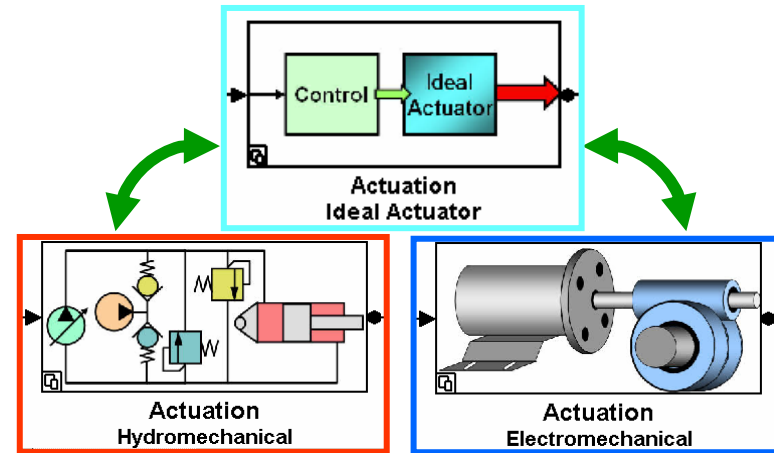 Control
Ideal
Actuator
Actuation
Ideal Actuator
Actuation
Hydromechanical
Actuation
Electromechanical